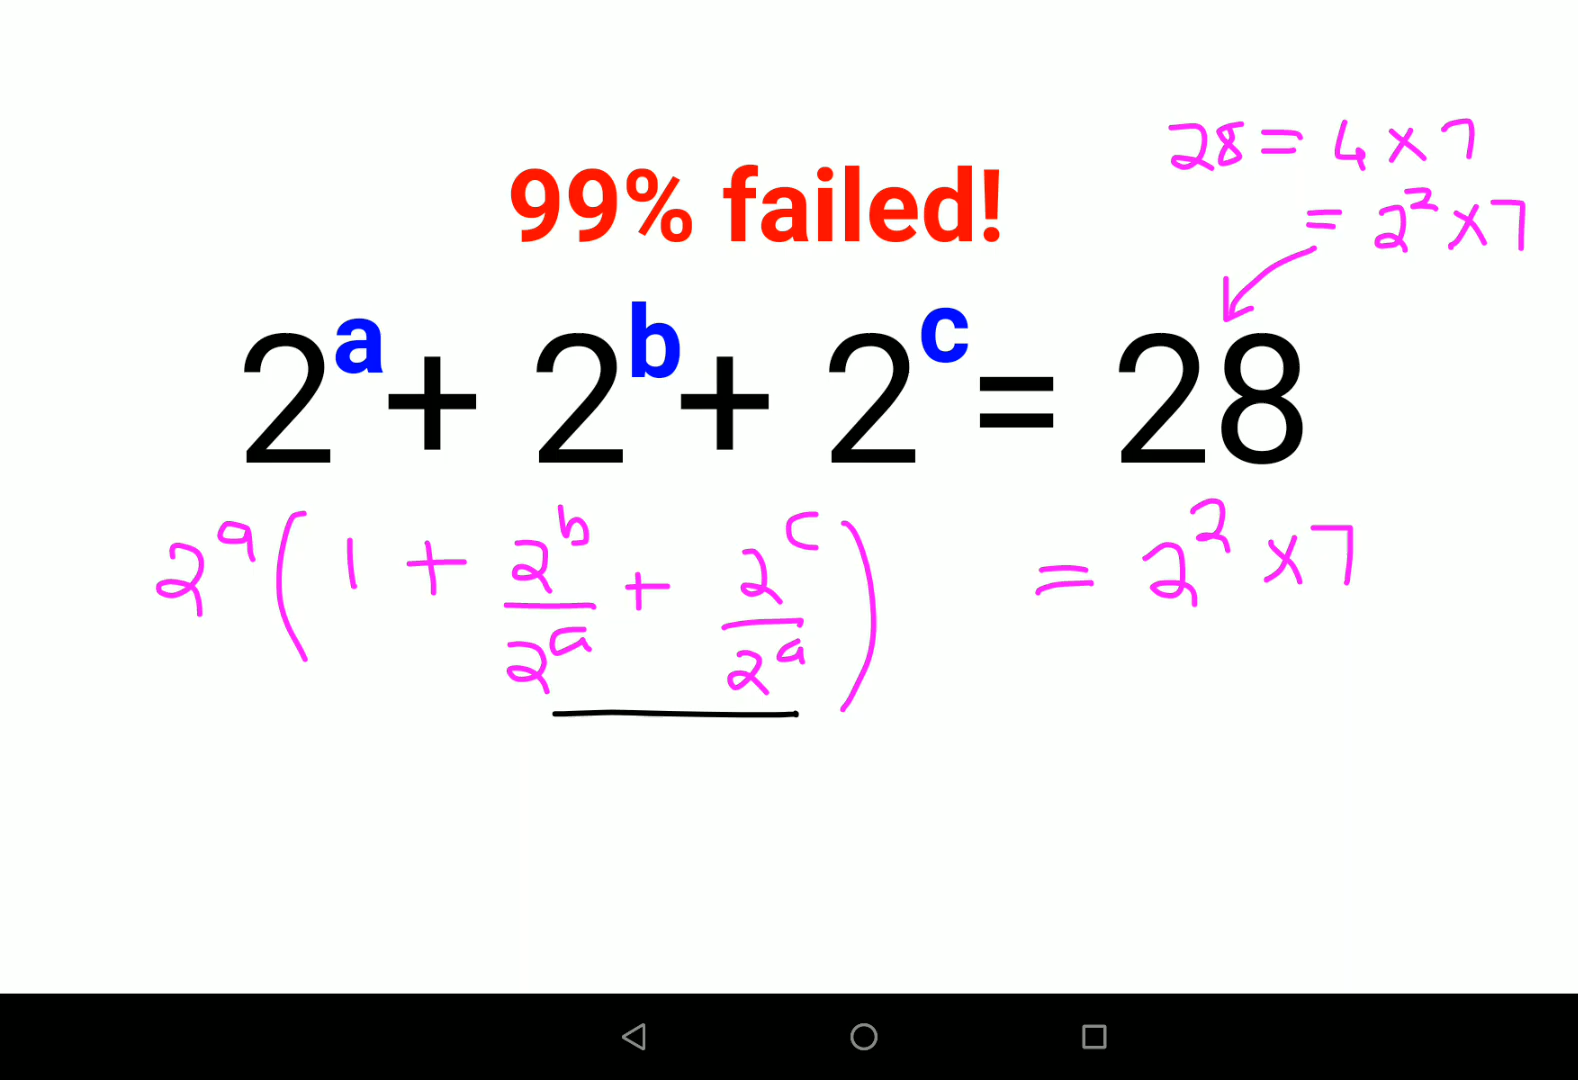 28 = 4 × 7
= 2² × 7
99% failed!
2ᵃ + 2ᵇ + 2ᶜ = 28
2ᵃ ( 1 + 2ᵇ/2ᵃ + 2ᶜ/2ᵃ ) = 2² × 7